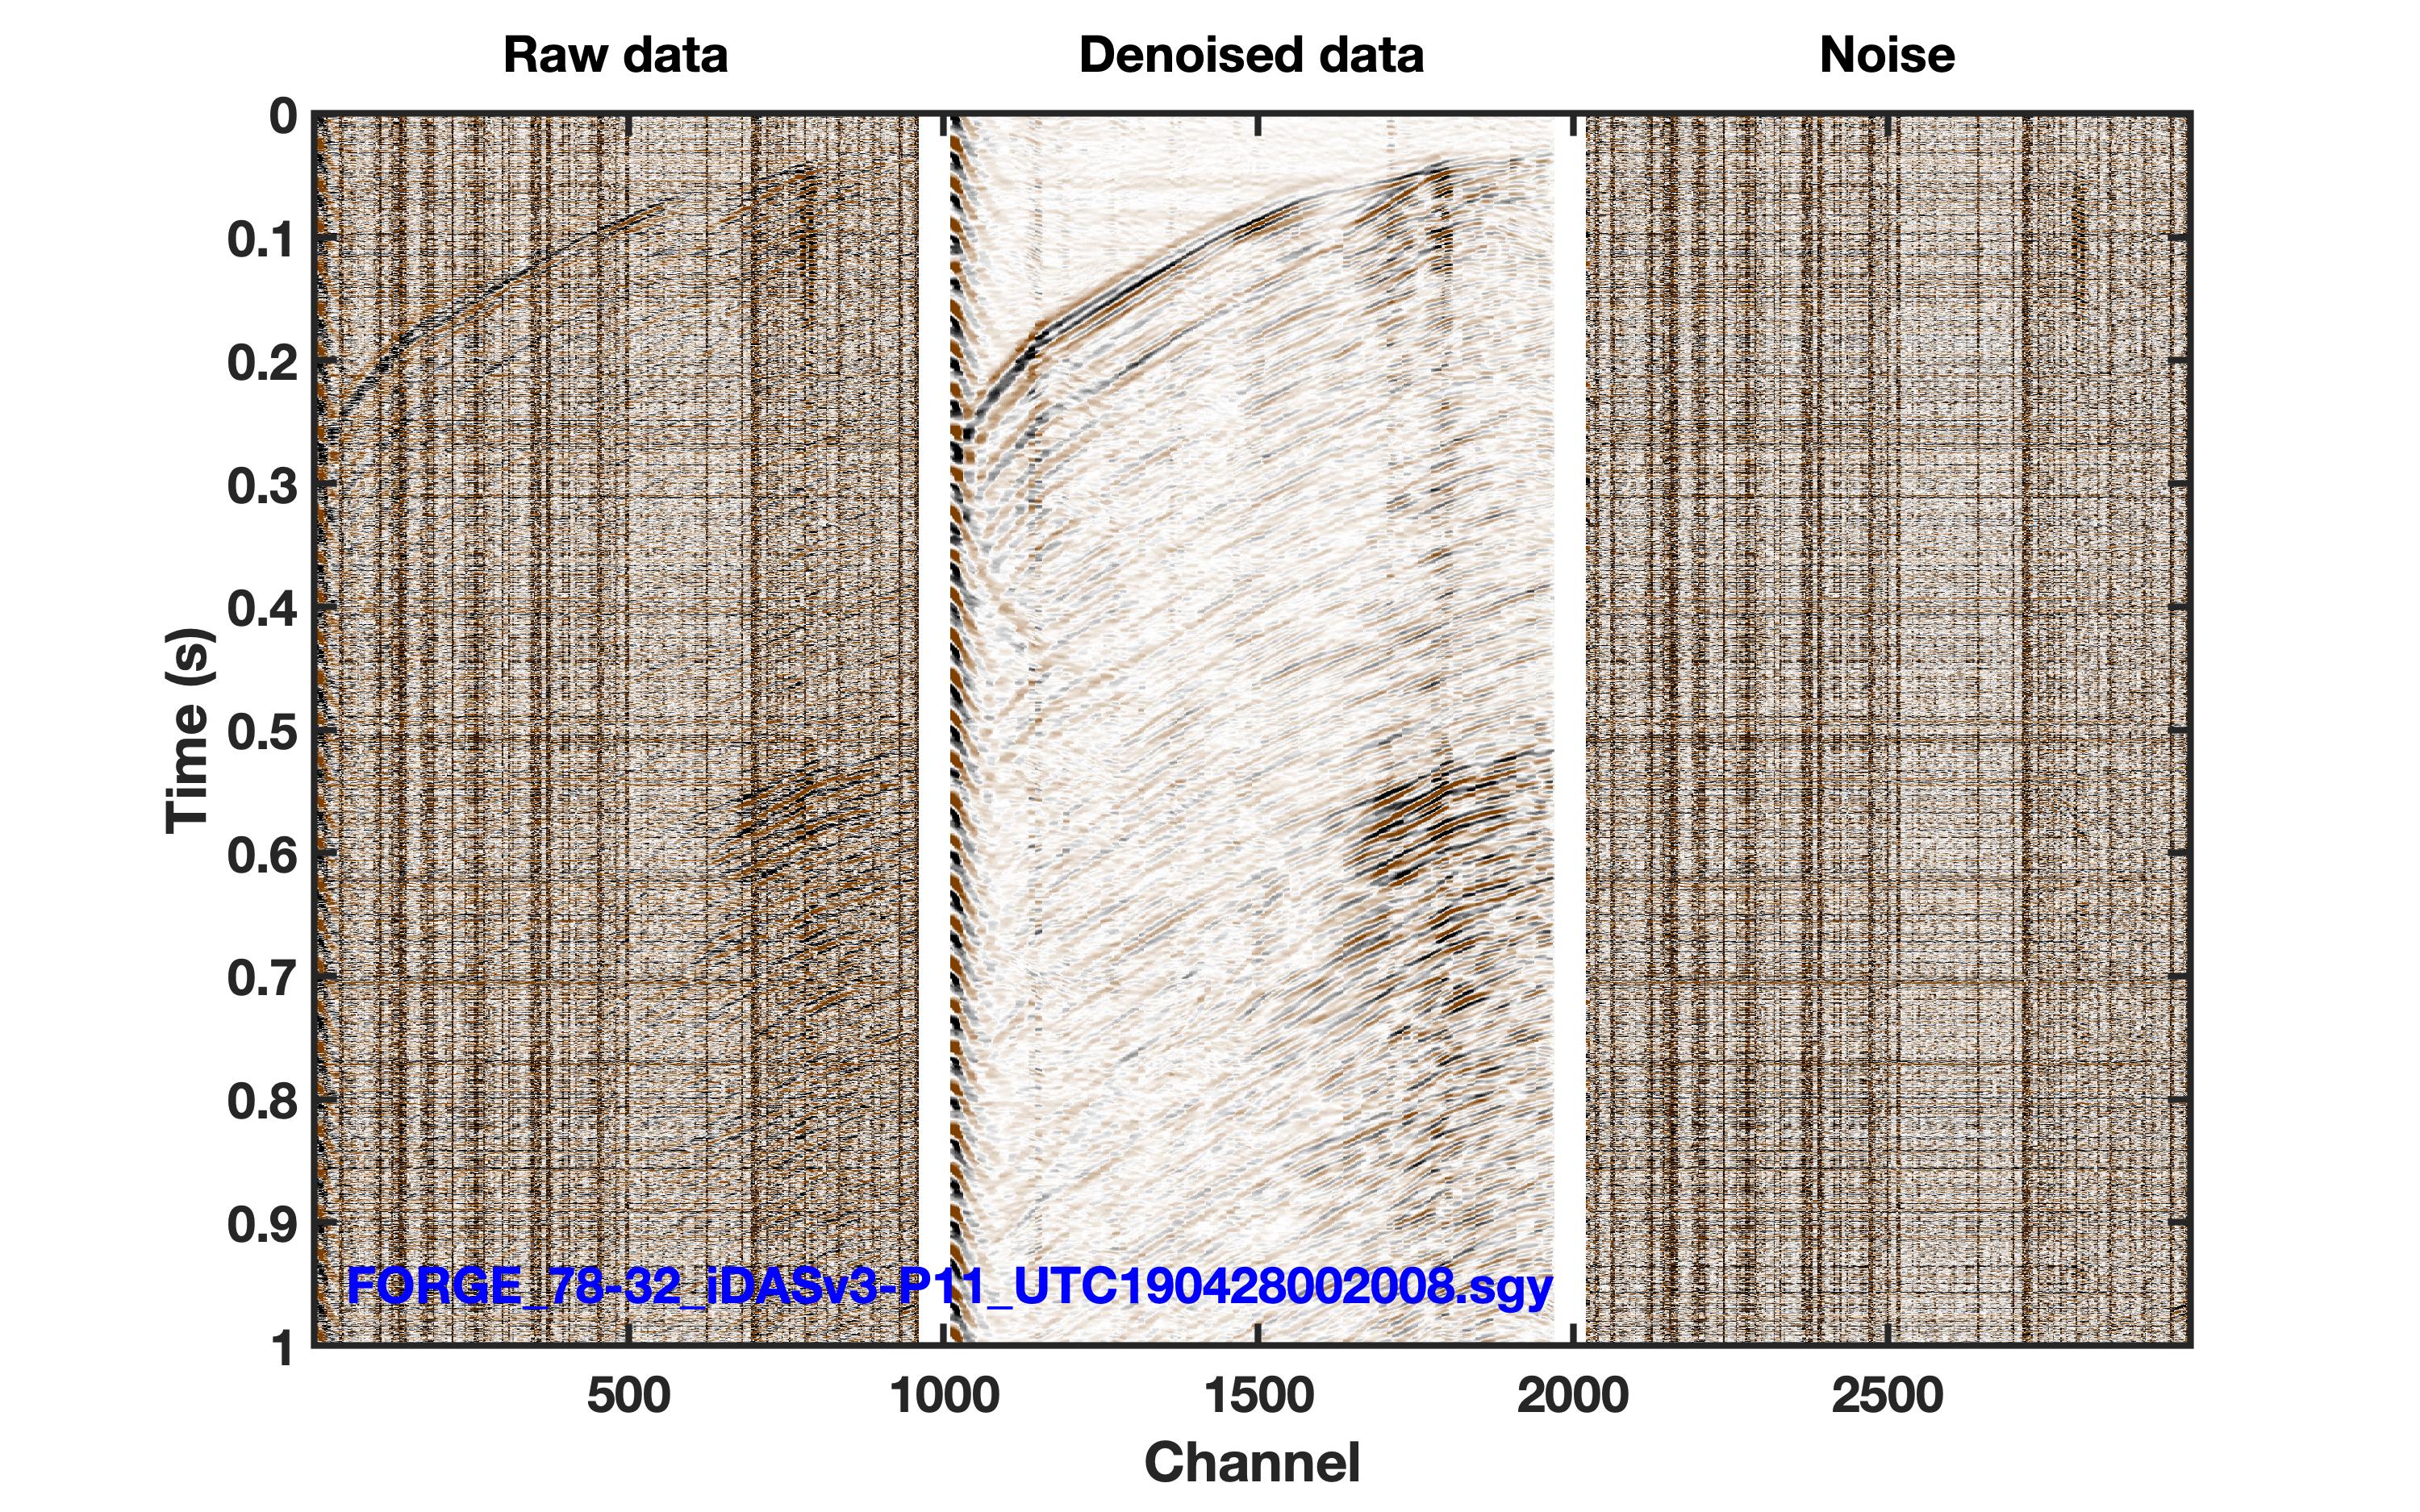 Raw data
Denoised data
Noise
0
0.1
0.2
0.3
0.4
0.5
0.6
0.7
0.8
0.9
1
Time (s)
FORGE_78-32_iDASv3-P11_UTC190428002008.sgy
500
1000
1500
2000
2500
Channel